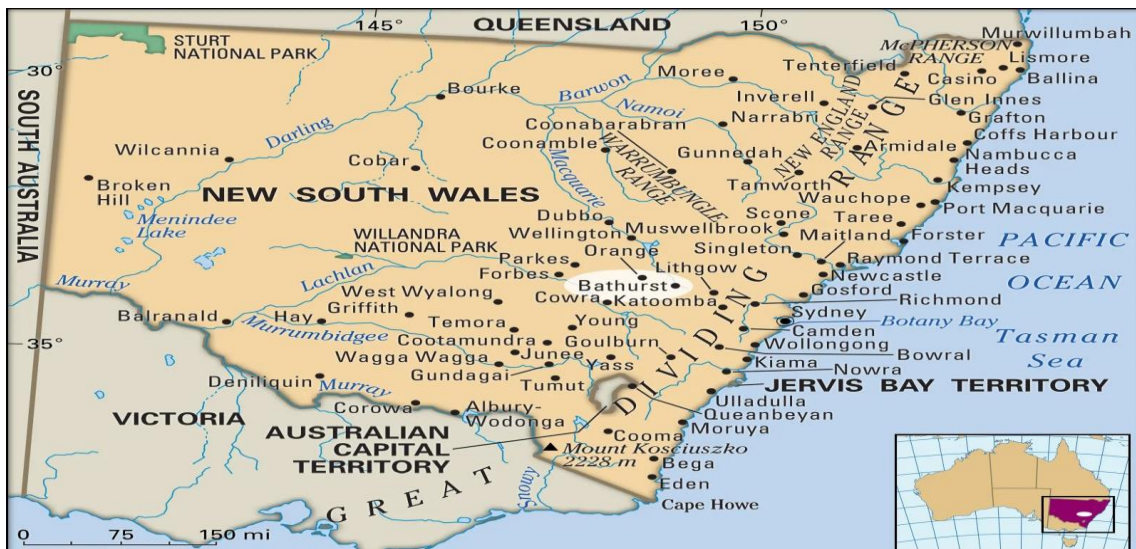 145°
QUEENSLAND
150°
STURT
NATIONAL PARK
Murwillumbah
McPHERSON
RANGE
Tenterfield
Lismore
30°
Moree
Casino
Ballina
Bourke
Barwon
Inverell
Glen Innes
Namoi
Narrabri
NEW ENGLAND
RANGE
Grafton
Darling
Coonabarabran
Coffs Harbour
SOUTH AUSTRALIA
Wilcannia
Coonamble
Gunnedah
Armidale
Nambucca
Heads
Cobar
Macquarie
WARRUMBUNGLE
RANGE
Tamworth
Kempsey
Broken
Hill
NEW SOUTH WALES
Wauchope
Port Macquarie
Menindee
Lake
Dubbo
Scone
Taree
Wellington
Muswellbrook
Maitland
Forster
WILLANDRA
NATIONAL PARK
Orange
Singleton
PACIFIC
OCEAN
Parkes
Lithgow
Raymond Terrace
Murray
Lachlan
Forbes
Bathurst
Newcastle
Gosford
West Wyalong
Cowra
Katoomba
Richmond
Balranald
Hay
Griffith
Temora
Young
Sydney
Botany Bay
Murrumbidgee
Cootamundra
Goulburn
Camden
Wollongong
Tasman
Sea
35°
Wagga Wagga
Junee
Yass
Kiama
Bowral
Gundagai
Nowra
Deniliquin
Murray
Tumut
JERVIS BAY TERRITORY
VICTORIA
Corowa
Albury-
Wodonga
Ulladulla
Queanbeyan
Moruya
AUSTRALIAN
CAPITAL
TERRITORY
Cooma
Mount Kosciuszko
2228 m
Bega
Eden
Snowy
Cape Howe
GREAT DIVIDING RANGE
0 75 150 mi